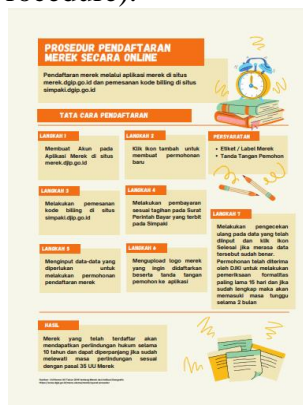 rocedure).
PROSEDUR PENDAFTARAN
MEREK SECARA ONLINE
Pendaftaran merek melalui aplikasi merek di situs
merek.dgip.go.id dan pemesanan kode billing di situs
simpaki.dgip.go.id
TATA CARA PENDAFTARAN
LANGKAH 1
Membuat Akun pada
Aplikasi Merek di situs
merek.djp.go.id
LANGKAH 2
Klik ikon tambah untuk
membuat permohonan
baru
PERSYARATAN
• Etiket / Label Merek
• Tanda Tangan Pemohon
LANGKAH 3
Melakukan pemesanan
kode billing di situs
simpaki.djp.go.id
LANGKAH 4
Melakukan pembayaran
sesuai tagihan pada Surat
Perintah Bayar yang terbit
pada Simpaki
LANGKAH 5
Menginput data-data yang
diperlukan untuk
melakukan permohonan
pendaftaran merek
LANGKAH 6
Mengupload logo merek
yang ingin didaftarkan
beserta tanda tangan
pemohon ke aplikasi
LANGKAH 7
Melakukan pengecekan
ulang pada data yang telah
diinput dan klik ikon
Selesai jika merasa data
tersebut sudah benar.
Permohonan telah diterima
oleh DJKI untuk melakukan
pemeriksaan formalitas
paling lama 15 hari dan jika
sudah lengkap maka akan
memasuki masa tunggu
selama 2 bulan
HASIL
Merek yang telah terdaftar akan
mendapatkan perlindungan hukum selama
10 tahun dan dapat diperpanjang jika sudah
melewati masa perlindungan sesuai
dengan pasal 35 UU Merek